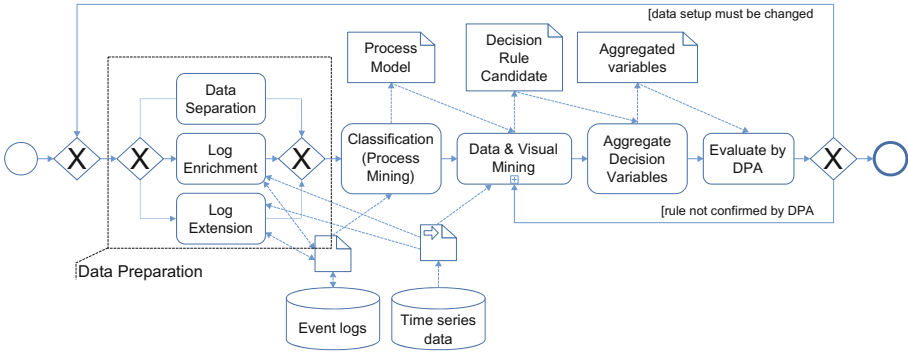 [data setup must be changed
Process
Model
Decision
Rule
Candidate
Aggregated
variables
Data
Separation
X
X
Log
Enrichment
X
Classification
(Process
Mining)
Data & Visual
Mining
Aggregate
Decision
Variables
Evaluate by
DPA
X
Log
Extension
[rule not confirmed by DPA
Data Preparation
Event logs
Time series
data